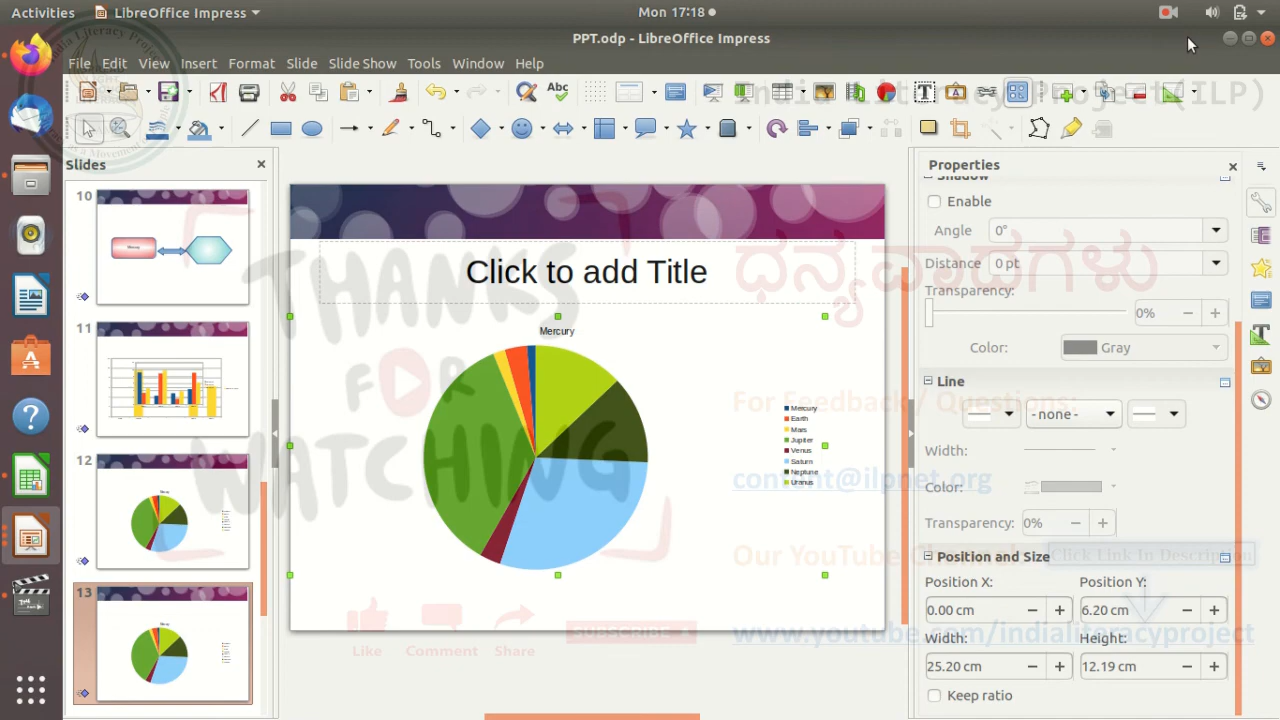 Activities LibreOffice Impress Mon 17:18
PPT.odp - LibreOffice Impress
File Edit View Insert Format Slide Slide Show Tools Window Help
India Literacy Project(ILP)
Slides
10
11
12
13
Click to add Title
Mercury
Mercury
Earth
Mars
Jupiter
Venus
Saturn
Neptune
Uranus
THANKS
FOR
WATCHING
ಧನ್ಯವಾದಗಳು
For Feedback / Questions:
content@ilpnet.org
Our YouTube Channel
Click Link In Description
www.youtube.com/indialiteracyproject
Like
Comment
Share
SUBSCRIBE
Properties
Shadow
Enable
Angle 0°
Distance 0 pt
Transparency:
0%
Color: Gray
Line
- none -
Width:
Color:
Transparency: 0%
Position and Size
Position X: Position Y:
0.00 cm 6.20 cm
Width: Height:
25.20 cm 12.19 cm
Keep ratio